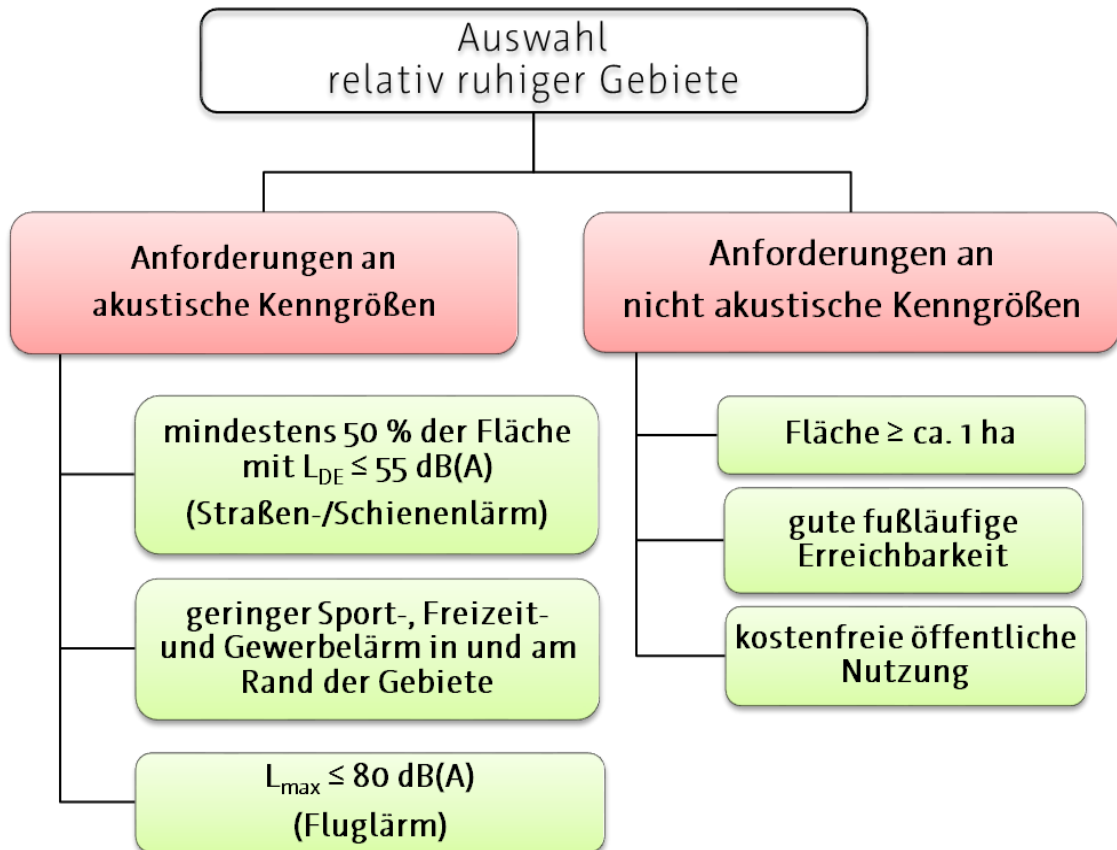 Auswahl
relativ ruhiger Gebiete
Anforderungen an
akustische Kenngrößen
mindestens 50 % der Fläche
mit L_DE ≤ 55 dB(A)
(Straßen-/Schienenlärm)
geringer Sport-, Freizeit-
und Gewerbelärm in und am
Rand der Gebiete
L_max ≤ 80 dB(A)
(Fluglärm)
Anforderungen an
nicht akustische Kenngrößen
Fläche ≥ ca. 1 ha
gute fußläufige
Erreichbarkeit
kostenfreie öffentliche
Nutzung